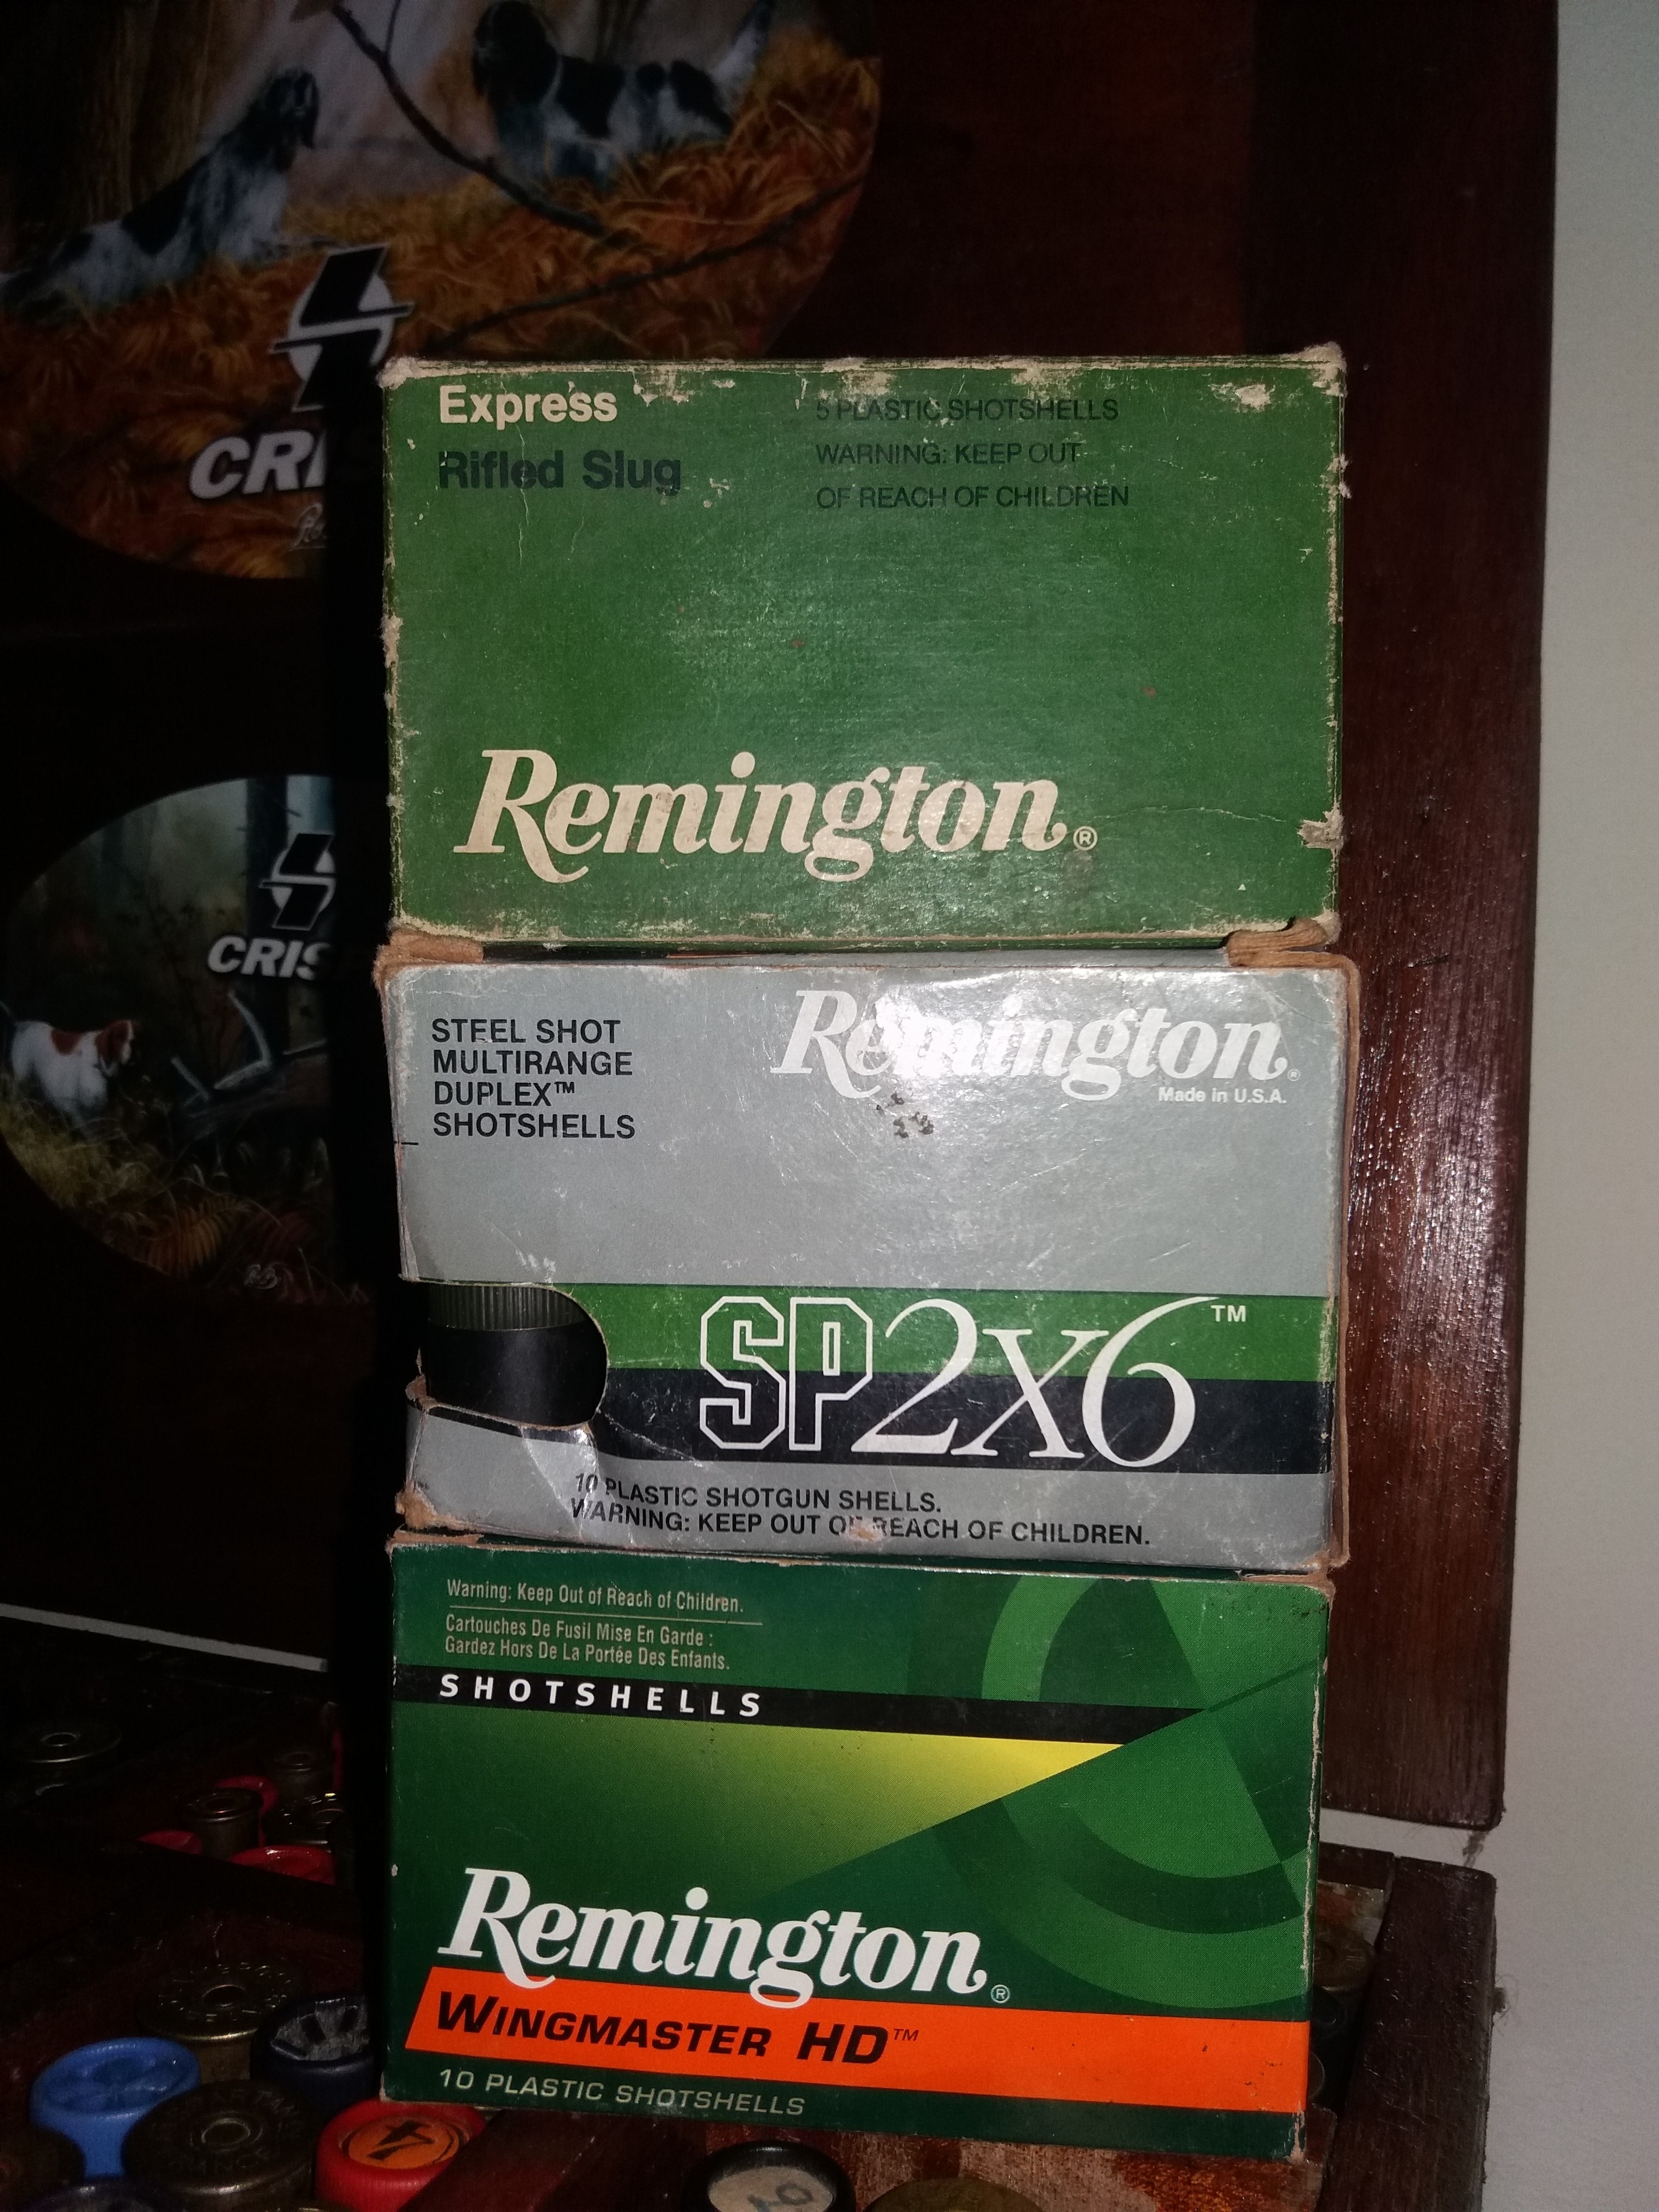 Express
Rifled Slug
5 PLASTIC SHOTSHELLS
WARNING: KEEP OUT
OF REACH OF CHILDREN
Remington®
CRI
CRIS
STEEL SHOT
MULTIRANGE
DUPLEX™
SHOTSHELLS
Remington®
Made in U.S.A.
SP2x6™
10 PLASTIC SHOTGUN SHELLS.
WARNING: KEEP OUT OF REACH OF CHILDREN.
Warning: Keep Out of Reach of Children.
Cartouches De Fusil Mise En Garde :
Gardez Hors De La Portée Des Enfants.
SHOTSHELLS
Remington®
WINGMASTER HD™
10 PLASTIC SHOTSHELLS
4